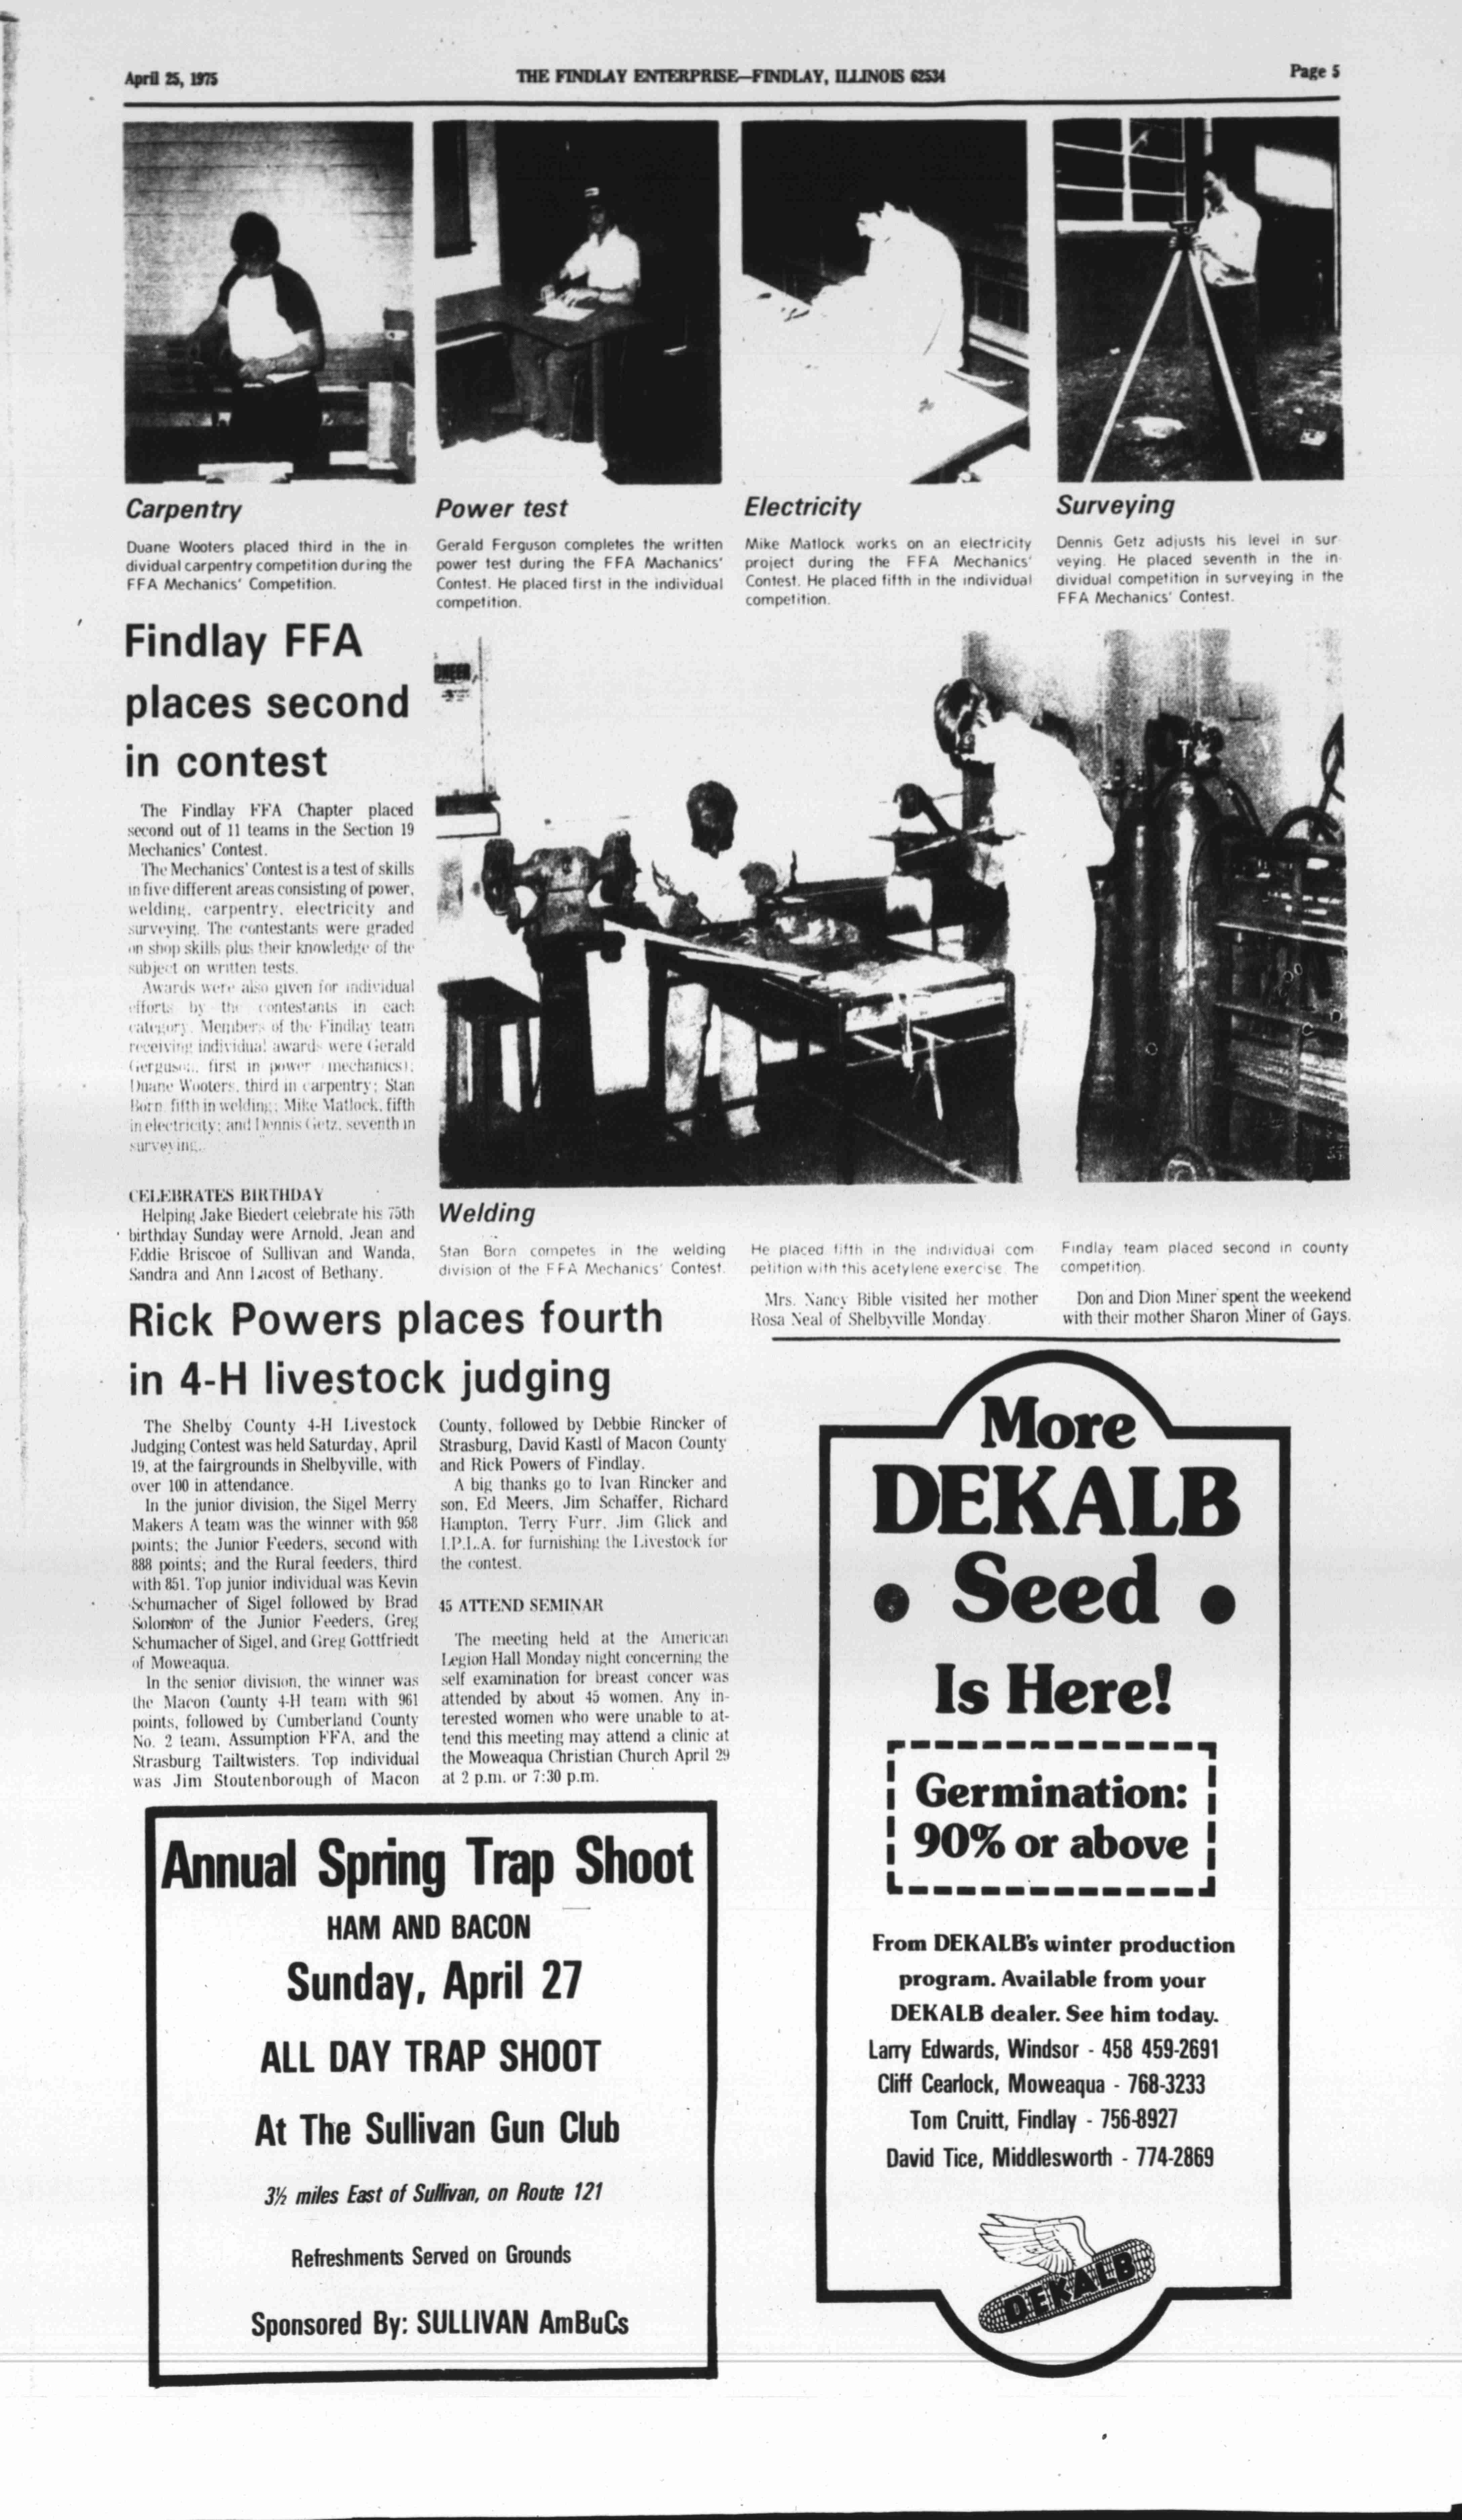 April 25, 1975
THE FINDLAY ENTERPRISE—FINDLAY, ILLINOIS 62534
Page 5
Carpentry
Duane Wooters placed third in the in
dividual carpentry competition during the
FFA Mechanics' Competition.
Power test
Gerald Ferguson completes the written
power test during the FFA Machanics'
Contest. He placed first in the individual
competition.
Electricity
Mike Matlock works on an electricity
project during the FFA Mechanics'
Contest. He placed fifth in the individual
competition.
Surveying
Dennis Getz adjusts his level in sur-
veying. He placed seventh in the in-
dividual competition in surveying in the
FFA Mechanics' Contest.
Findlay FFA
places second
in contest
The Findlay FFA Chapter placed
second out of 11 teams in the Section 19
Mechanics' Contest.
The Mechanics' Contest is a test of skills
in five different areas consisting of power,
welding, carpentry, electricity and
surveying. The contestants were graded
on shop skills plus their knowledge of the
subject on written tests.
Awards were also given for individual
efforts by the contestants in each
category. Members of the Findlay team
receiving individual awards were Gerald
Gerguson, first in power (mechanics);
Duane Wooters, third in carpentry; Stan
Born, fifth in welding; Mike Matlock, fifth
in electricity; and Dennis Getz, seventh in
surveying.
CELEBRATES BIRTHDAY
Helping Jake Biedert celebrate his 75th
birthday Sunday were Arnold, Jean and
Eddie Briscoe of Sullivan and Wanda,
Sandra and Ann Lacost of Bethany.
Welding
Stan Born competes in the welding
division of the FFA Mechanics' Contest.
He placed fifth in the individual com
petition with this acetylene exercise. The
Findlay team placed second in county
competition.
Mrs. Nancy Bible visited her mother
Rosa Neal of Shelbyville Monday.
Don and Dion Miner spent the weekend
with their mother Sharon Miner of Gays.
Rick Powers places fourth
in 4-H livestock judging
The Shelby County 4-H Livestock
Judging Contest was held Saturday, April
19, at the fairgrounds in Shelbyville, with
over 100 in attendance.
In the junior division, the Sigel Merry
Makers A team was the winner with 958
points; the Junior Feeders, second with
888 points; and the Rural feeders, third
with 851. Top junior individual was Kevin
Schumacher of Sigel followed by Brad
Solomon of the Junior Feeders, Greg
Schumacher of Sigel, and Greg Gottfriedt
of Moweaqua.
In the senior division, the winner was
the Macon County 4-H team with 961
points, followed by Cumberland County
No. 2 team, Assumption FFA, and the
Strasburg Tailtwisters. Top individual
was Jim Stoutenborough of Macon
County, followed by Debbie Rincker of
Strasburg, David Kastl of Macon County
and Rick Powers of Findlay.
A big thanks go to Ivan Rincker and
son, Ed Meers, Jim Schaffer, Richard
Hampton, Terry Furr, Jim Glick and
I.P.L.A. for furnishing the Livestock for
the contest.
45 ATTEND SEMINAR
The meeting held at the American
Legion Hall Monday night concerning the
self examination for breast concer was
attended by about 45 women. Any in-
terested women who were unable to at-
tend this meeting may attend a clinic at
the Moweaqua Christian Church April 29
at 2 p.m. or 7:30 p.m.
Annual Spring Trap Shoot
HAM AND BACON
Sunday, April 27
ALL DAY TRAP SHOOT
At The Sullivan Gun Club
3½ miles East of Sullivan, on Route 121
Refreshments Served on Grounds
Sponsored By: SULLIVAN AmBuCs
More
DEKALB
• Seed •
Is Here!
Germination:
90% or above
From DEKALB's winter production
program. Available from your
DEKALB dealer. See him today.
Larry Edwards, Windsor - 458 459-2691
Cliff Cearlock, Moweaqua - 768-3233
Tom Cruitt, Findlay - 756-8927
David Tice, Middlesworth - 774-2869
DEKALB